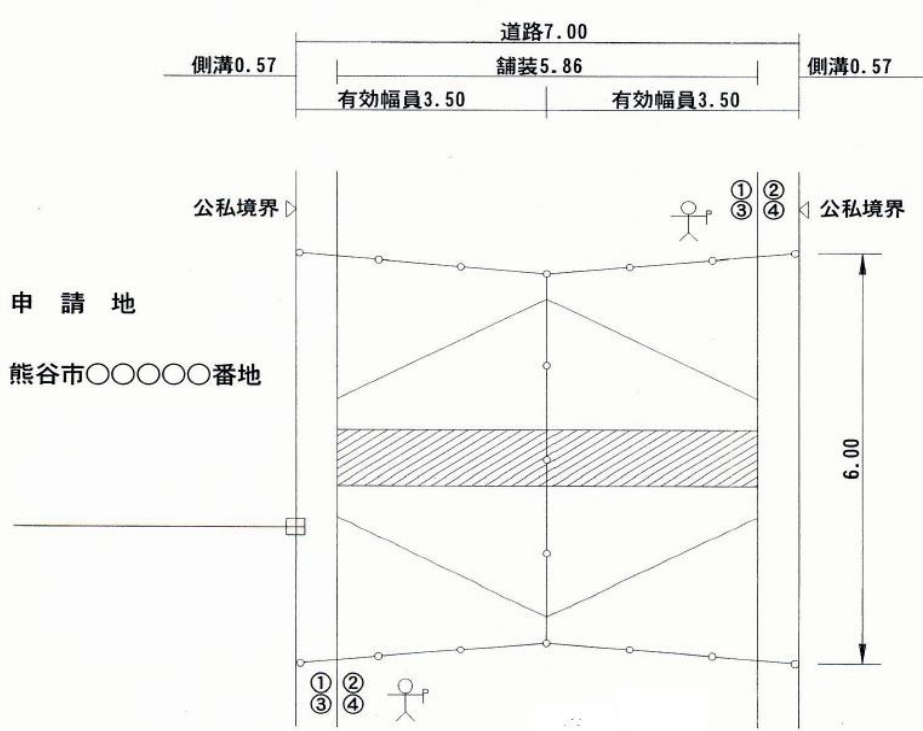 道路7.00
側溝0.57 舗装5.86 側溝0.57
有効幅員3.50 有効幅員3.50
①②
③④
公私境界 公私境界
申 請 地
熊谷市○○○○○番地
6.00
①②
③④